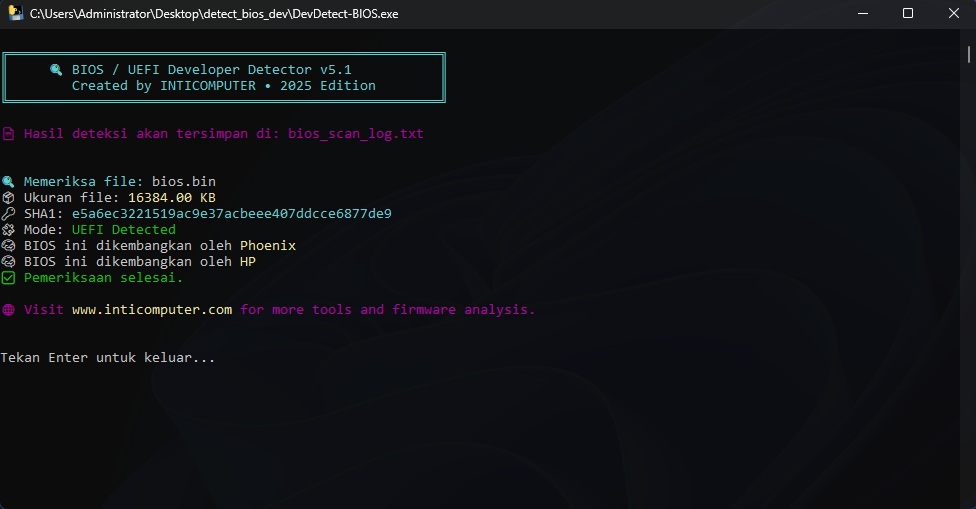 C:\Users\Administrator\Desktop\detect_bios_dev\DevDetect-BIOS.exe
BIOS / UEFI Developer Detector v5.1
Created by INTICOMPUTER • 2025 Edition
Hasil deteksi akan tersimpan di: bios_scan_log.txt
Memeriksa file: bios.bin
Ukuran file: 16384.00 KB
SHA1: e5a6ec3221519ac9e37acbeee407ddcce6877de9
Mode: UEFI Detected
BIOS ini dikembangkan oleh Phoenix
BIOS ini dikembangkan oleh HP
Pemeriksaan selesai.
Visit www.inticomputer.com for more tools and firmware analysis.
Tekan Enter untuk keluar...